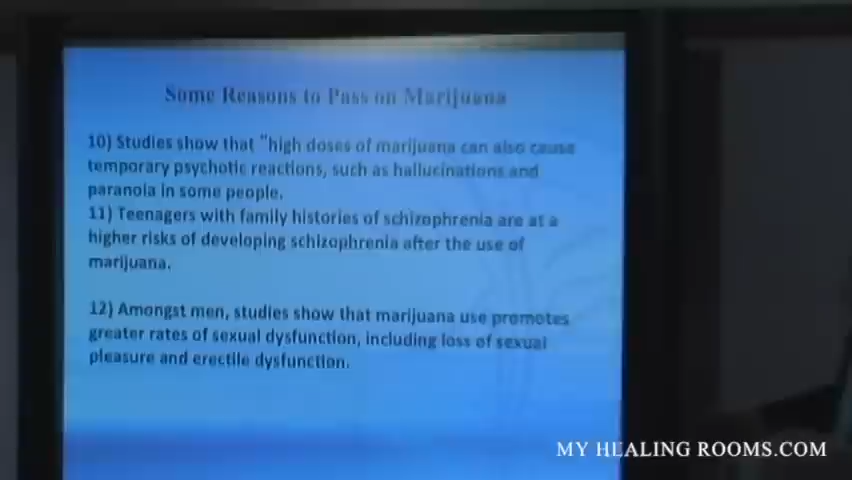 Some Reasons to Pass on Marijuana
10) Studies show that "high doses of marijuana can also cause
temporary psychotic reactions, such as hallucinations and
paranoia in some people.
11) Teenagers with family histories of schizophrenia are at a
higher risks of developing schizophrenia after the use of
marijuana.
12) Amongst men, studies show that marijuana use promotes
greater rates of sexual dysfunction, including loss of sexual
pleasure and erectile dysfunction.
MY HEALING ROOMS.COM